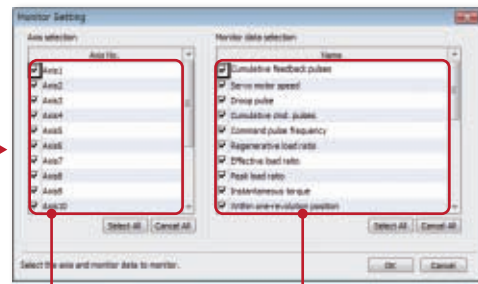 Monitor Setting
Axis selection
Axis No.
Axis1
Axis2
Axis3
Axis4
Axis5
Axis6
Axis7
Axis8
Axis9
Axis10
Select All Cancel All
Monitor data selection
Name
Cumulative feedback pulses
Servo motor speed
Droop pulse
Cumulative cmd. pulses
Command pulse frequency
Regenerative load ratio
Effective load ratio
Peak load ratio
Instantaneous torque
Within one-revolution position
Select All Cancel All
Select the axis and monitor data to monitor.
OK Cancel